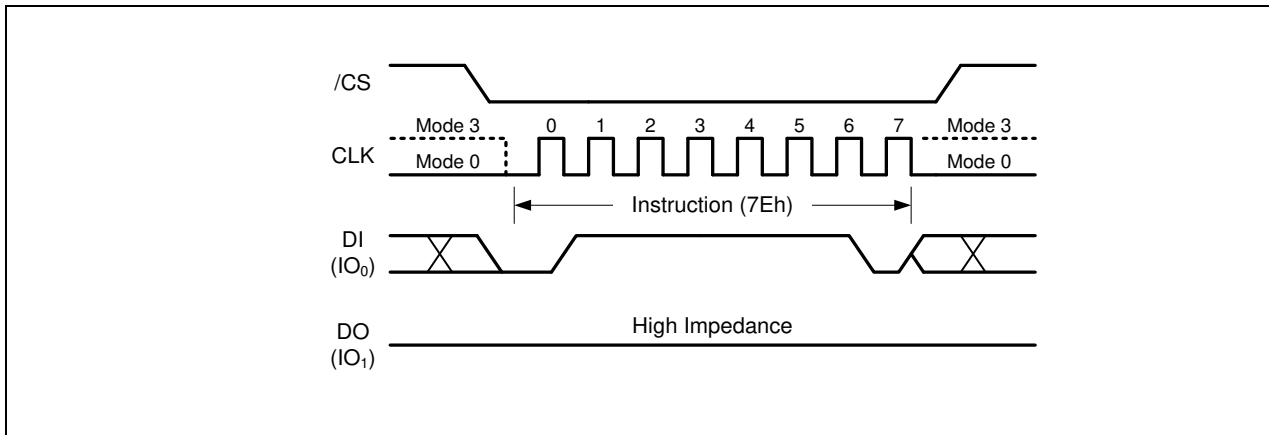 /CS
Mode 3 0 1 2 3 4 5 6 7 Mode 3
CLK
Mode 0 Mode 0
Instruction (7Eh)
DI
(IO₀)
High Impedance
DO
(IO₁)